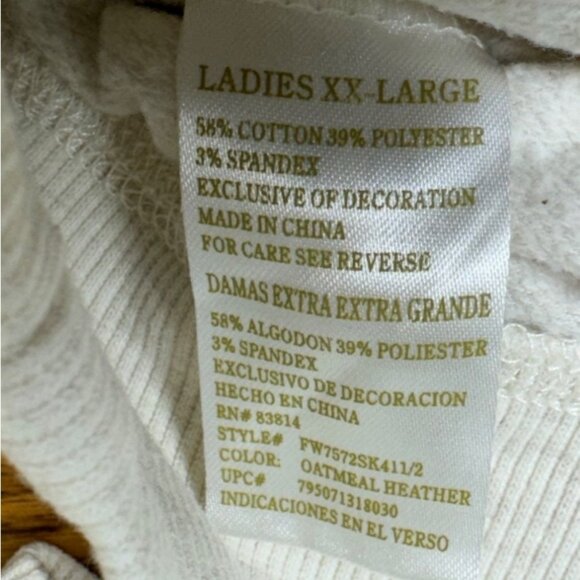 LADIES XX-LARGE
58% COTTON 39% POLYESTER
3% SPANDEX
EXCLUSIVE OF DECORATION
MADE IN CHINA
FOR CARE SEE REVERSE
DAMAS EXTRA EXTRA GRANDE
58% ALGODON 39% POLIESTER
3% SPANDEX
EXCLUSIVO DE DECORACION
HECHO EN CHINA
RN# 83814
STYLE# FW7572SK411/2
COLOR: OATMEAL HEATHER
UPC# 795071318030
INDICACIONES EN EL VERSO